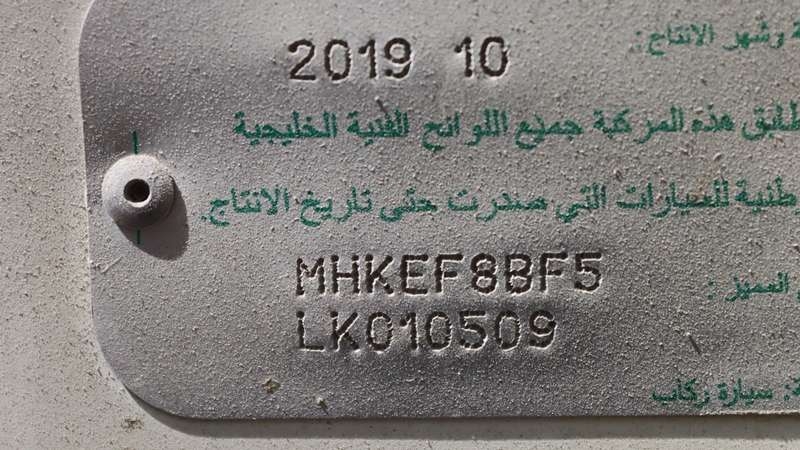 وشهر الانتاج:
2019 10
تطابق هذه المركبة جميع اللوائح الفنية الخليجية
للسيارات التي صدرت حتى تاريخ الانتاج.
المميز:
MHKEF8BF5
LK010509
سيارة ركاب